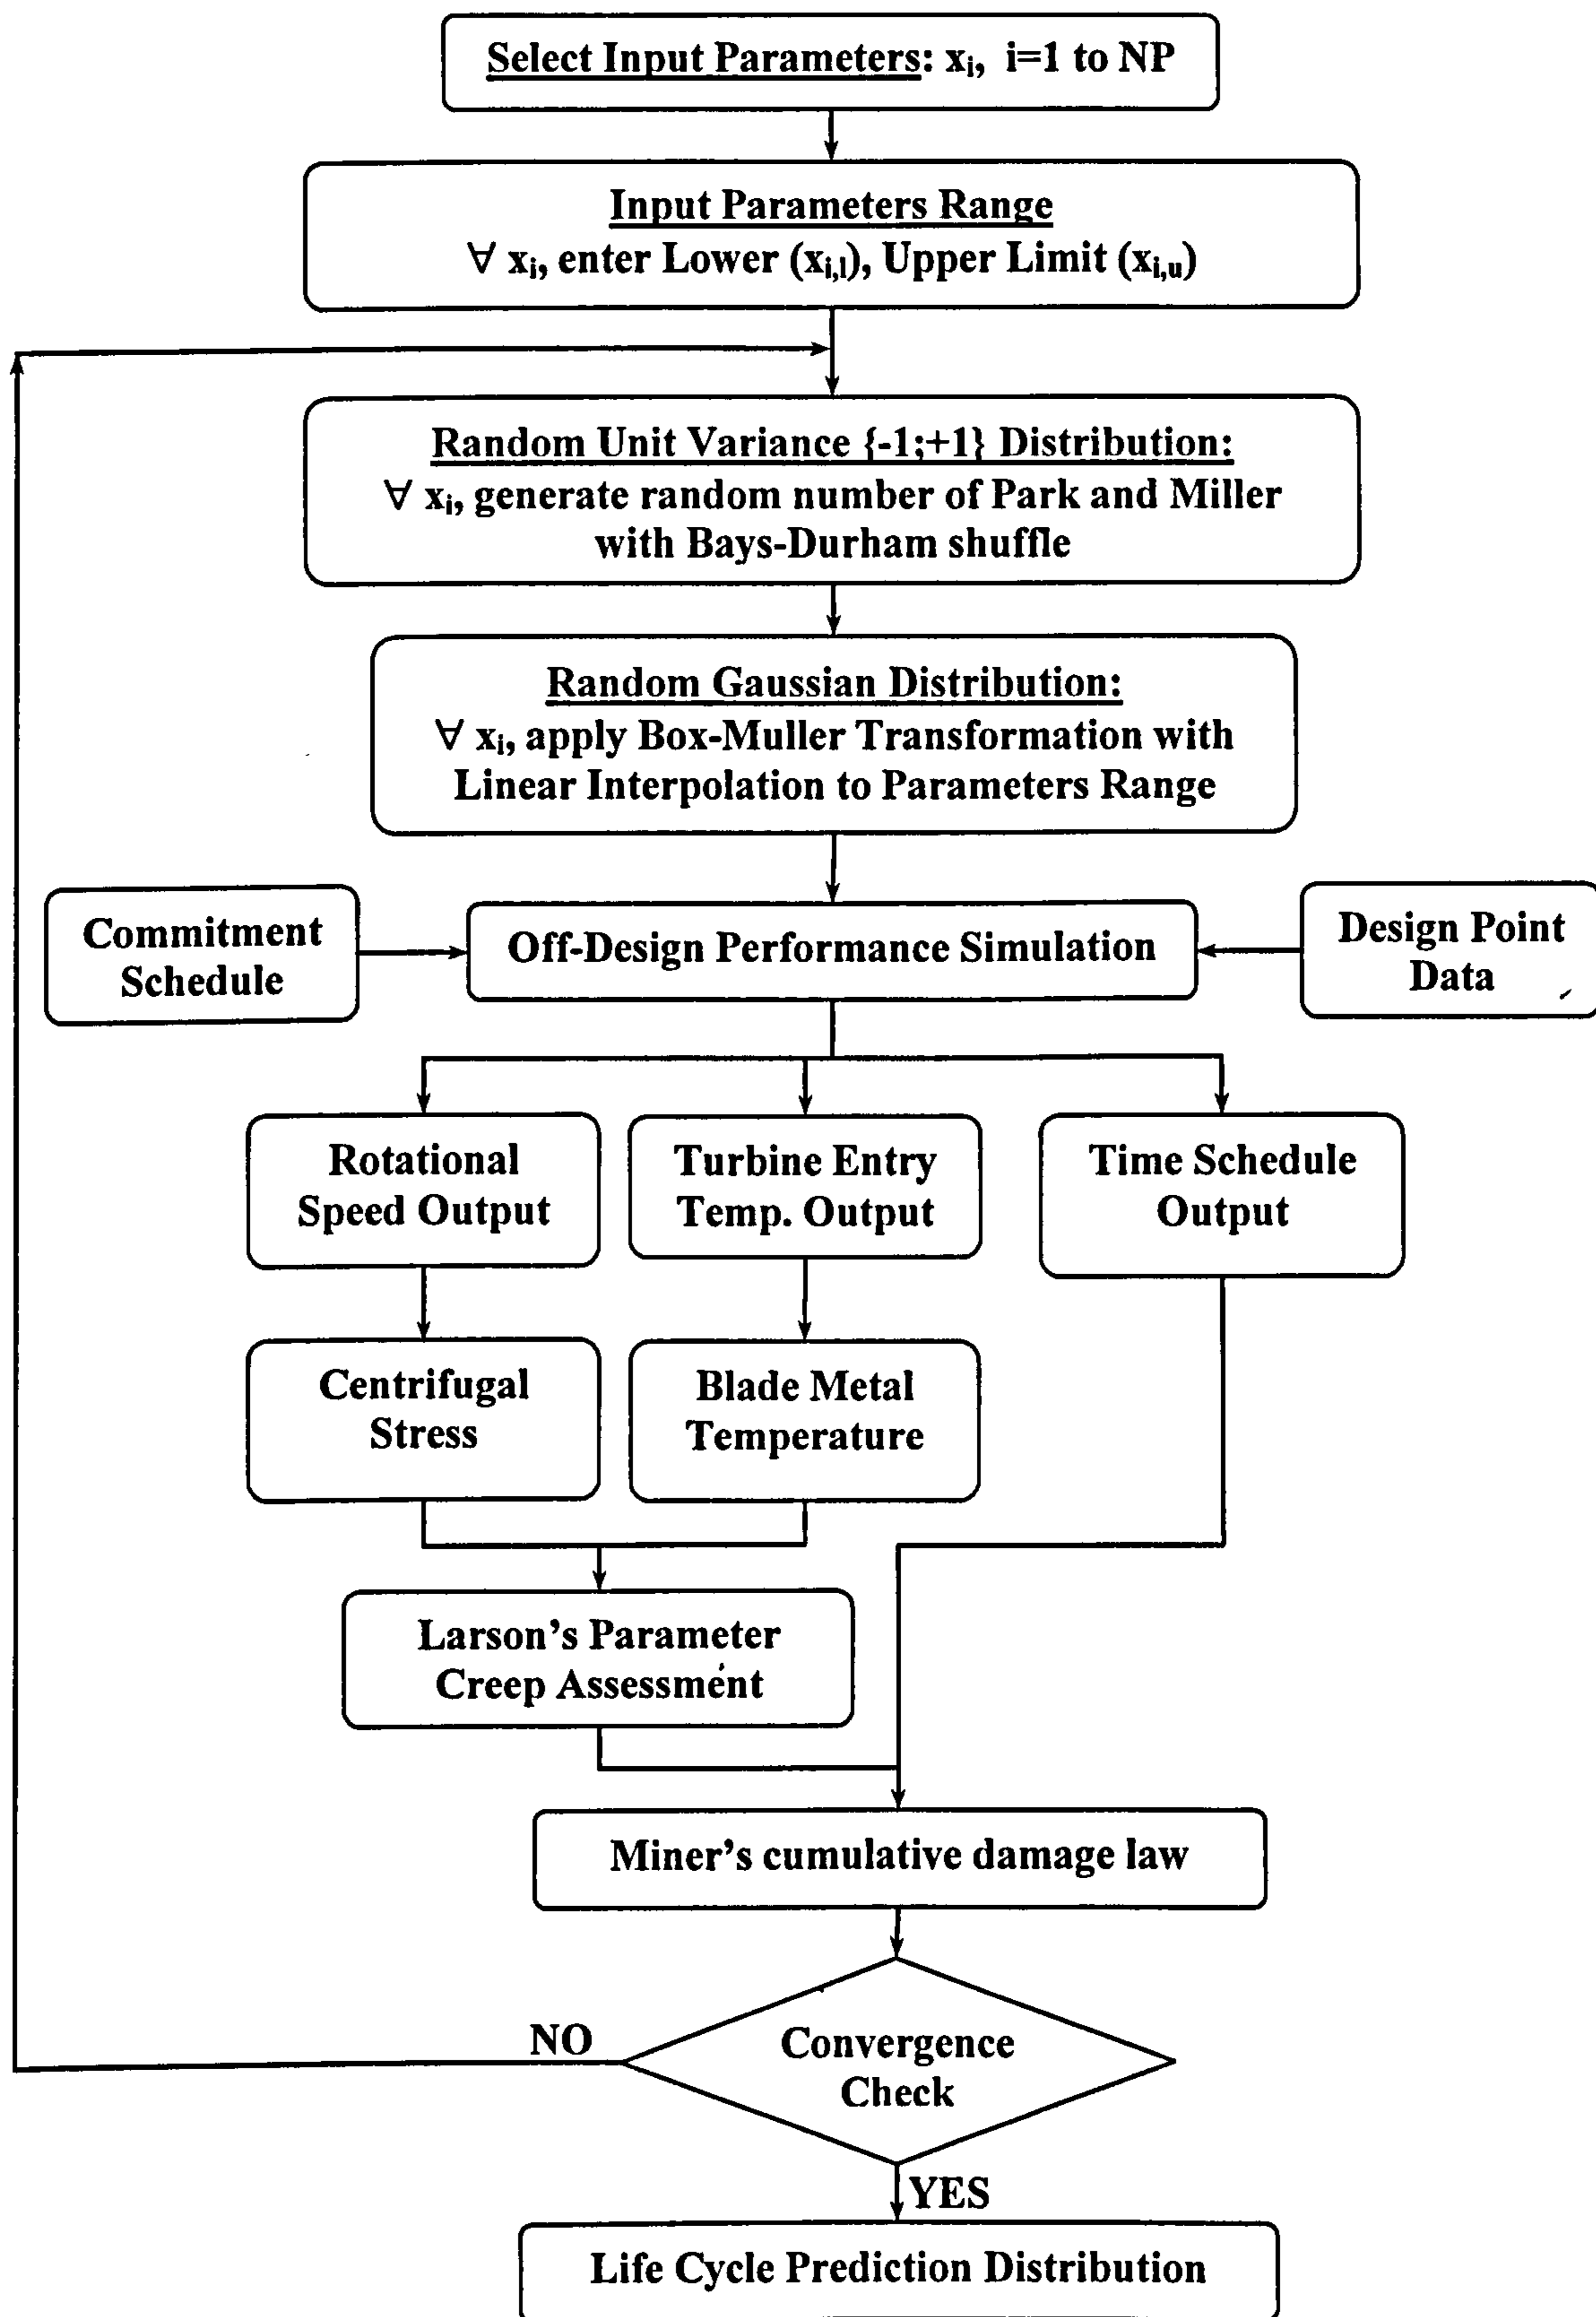 Select Input Parameters: xi, i=1 to NP
Input Parameters Range
∀ xi, enter Lower (xi,l), Upper Limit (xi,u)
Random Unit Variance {-1;+1} Distribution:
∀ xi, generate random number of Park and Miller
with Bays-Durham shuffle
Random Gaussian Distribution:
∀ xi, apply Box-Muller Transformation with
Linear Interpolation to Parameters Range
Commitment
Schedule
Off-Design Performance Simulation
Design Point
Data
Rotational
Speed Output
Turbine Entry
Temp. Output
Time Schedule
Output
Centrifugal
Stress
Blade Metal
Temperature
Larson's Parameter
Creep Assessment
Miner's cumulative damage law
Convergence
Check
NO
YES
Life Cycle Prediction Distribution